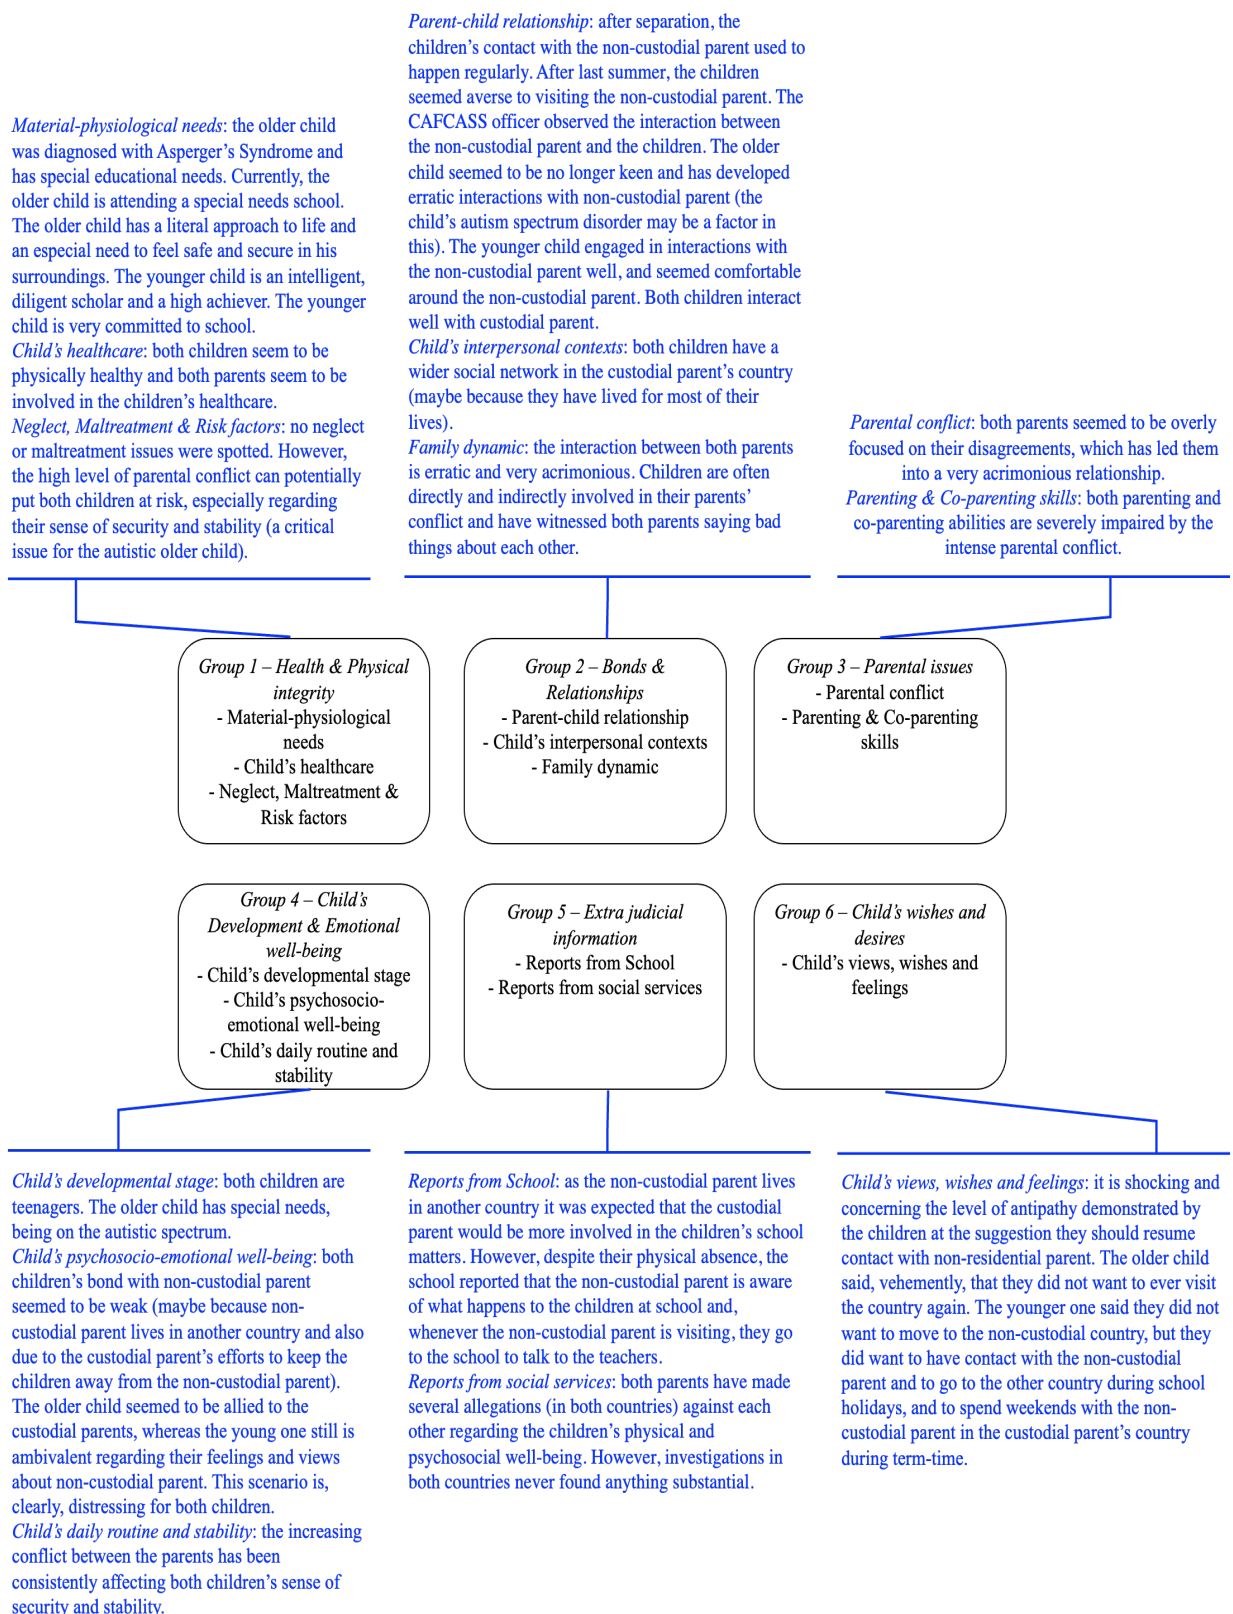 Material-physiological needs: the older child
was diagnosed with Asperger's Syndrome and
has special educational needs. Currently, the
older child is attending a special needs school.
The older child has a literal approach to life and
an especial need to feel safe and secure in his
surroundings. The younger child is an intelligent,
diligent scholar and a high achiever. The younger
child is very committed to school.
Child's healthcare: both children seem to be
physically healthy and both parents seem to be
involved in the children's healthcare.
Neglect, Maltreatment & Risk factors: no neglect
or maltreatment issues were spotted. However,
the high level of parental conflict can potentially
put both children at risk, especially regarding
their sense of security and stability (a critical
issue for the autistic older child).
Parent-child relationship: after separation, the
children's contact with the non-custodial parent used to
happen regularly. After last summer, the children
seemed averse to visiting the non-custodial parent. The
CAFCASS officer observed the interaction between
the non-custodial parent and the children. The older
child seemed to be no longer keen and has developed
erratic interactions with non-custodial parent (the
child's autism spectrum disorder may be a factor in
this). The younger child engaged in interactions with
the non-custodial parent well, and seemed comfortable
around the non-custodial parent. Both children interact
well with custodial parent.
Child's interpersonal contexts: both children have a
wider social network in the custodial parent's country
(maybe because they have lived for most of their
lives).
Family dynamic: the interaction between both parents
is erratic and very acrimonious. Children are often
directly and indirectly involved in their parents'
conflict and have witnessed both parents saying bad
things about each other.
Parental conflict: both parents seemed to be overly
focused on their disagreements, which has led them
into a very acrimonious relationship.
Parenting & Co-parenting skills: both parenting and
co-parenting abilities are severely impaired by the
intense parental conflict.
Group 1 – Health & Physical
integrity
- Material-physiological
needs
- Child's healthcare
- Neglect, Maltreatment &
Risk factors
Group 2 – Bonds &
Relationships
- Parent-child relationship
- Child's interpersonal contexts
- Family dynamic
Group 3 – Parental issues
- Parental conflict
- Parenting & Co-parenting
skills
Group 4 – Child's
Development & Emotional
well-being
- Child's developmental stage
- Child's psychosocio-
emotional well-being
- Child's daily routine and
stability
Group 5 – Extra judicial
information
- Reports from School
- Reports from social services
Group 6 – Child's wishes and
desires
- Child's views, wishes and
feelings
Child's developmental stage: both children are
teenagers. The older child has special needs,
being on the autistic spectrum.
Child's psychosocio-emotional well-being: both
children's bond with non-custodial parent
seemed to be weak (maybe because non-
custodial parent lives in another country and also
due to the custodial parent's efforts to keep the
children away from the non-custodial parent).
The older child seemed to be allied to the
custodial parents, whereas the young one still is
ambivalent regarding their feelings and views
about non-custodial parent. This scenario is,
clearly, distressing for both children.
Child's daily routine and stability: the increasing
conflict between the parents has been
consistently affecting both children's sense of
security and stability.
Reports from School: as the non-custodial parent lives
in another country it was expected that the custodial
parent would be more involved in the children's school
matters. However, despite their physical absence, the
school reported that the non-custodial parent is aware
of what happens to the children at school and,
whenever the non-custodial parent is visiting, they go
to the school to talk to the teachers.
Reports from social services: both parents have made
several allegations (in both countries) against each
other regarding the children's physical and
psychosocial well-being. However, investigations in
both countries never found anything substantial.
Child's views, wishes and feelings: it is shocking and
concerning the level of antipathy demonstrated by
the children at the suggestion they should resume
contact with non-residential parent. The older child
said, vehemently, that they did not want to ever visit
the country again. The younger one said they did not
want to move to the non-custodial country, but they
did want to have contact with the non-custodial
parent and to go to the other country during school
holidays, and to spend weekends with the non-
custodial parent in the custodial parent's country
during term-time.